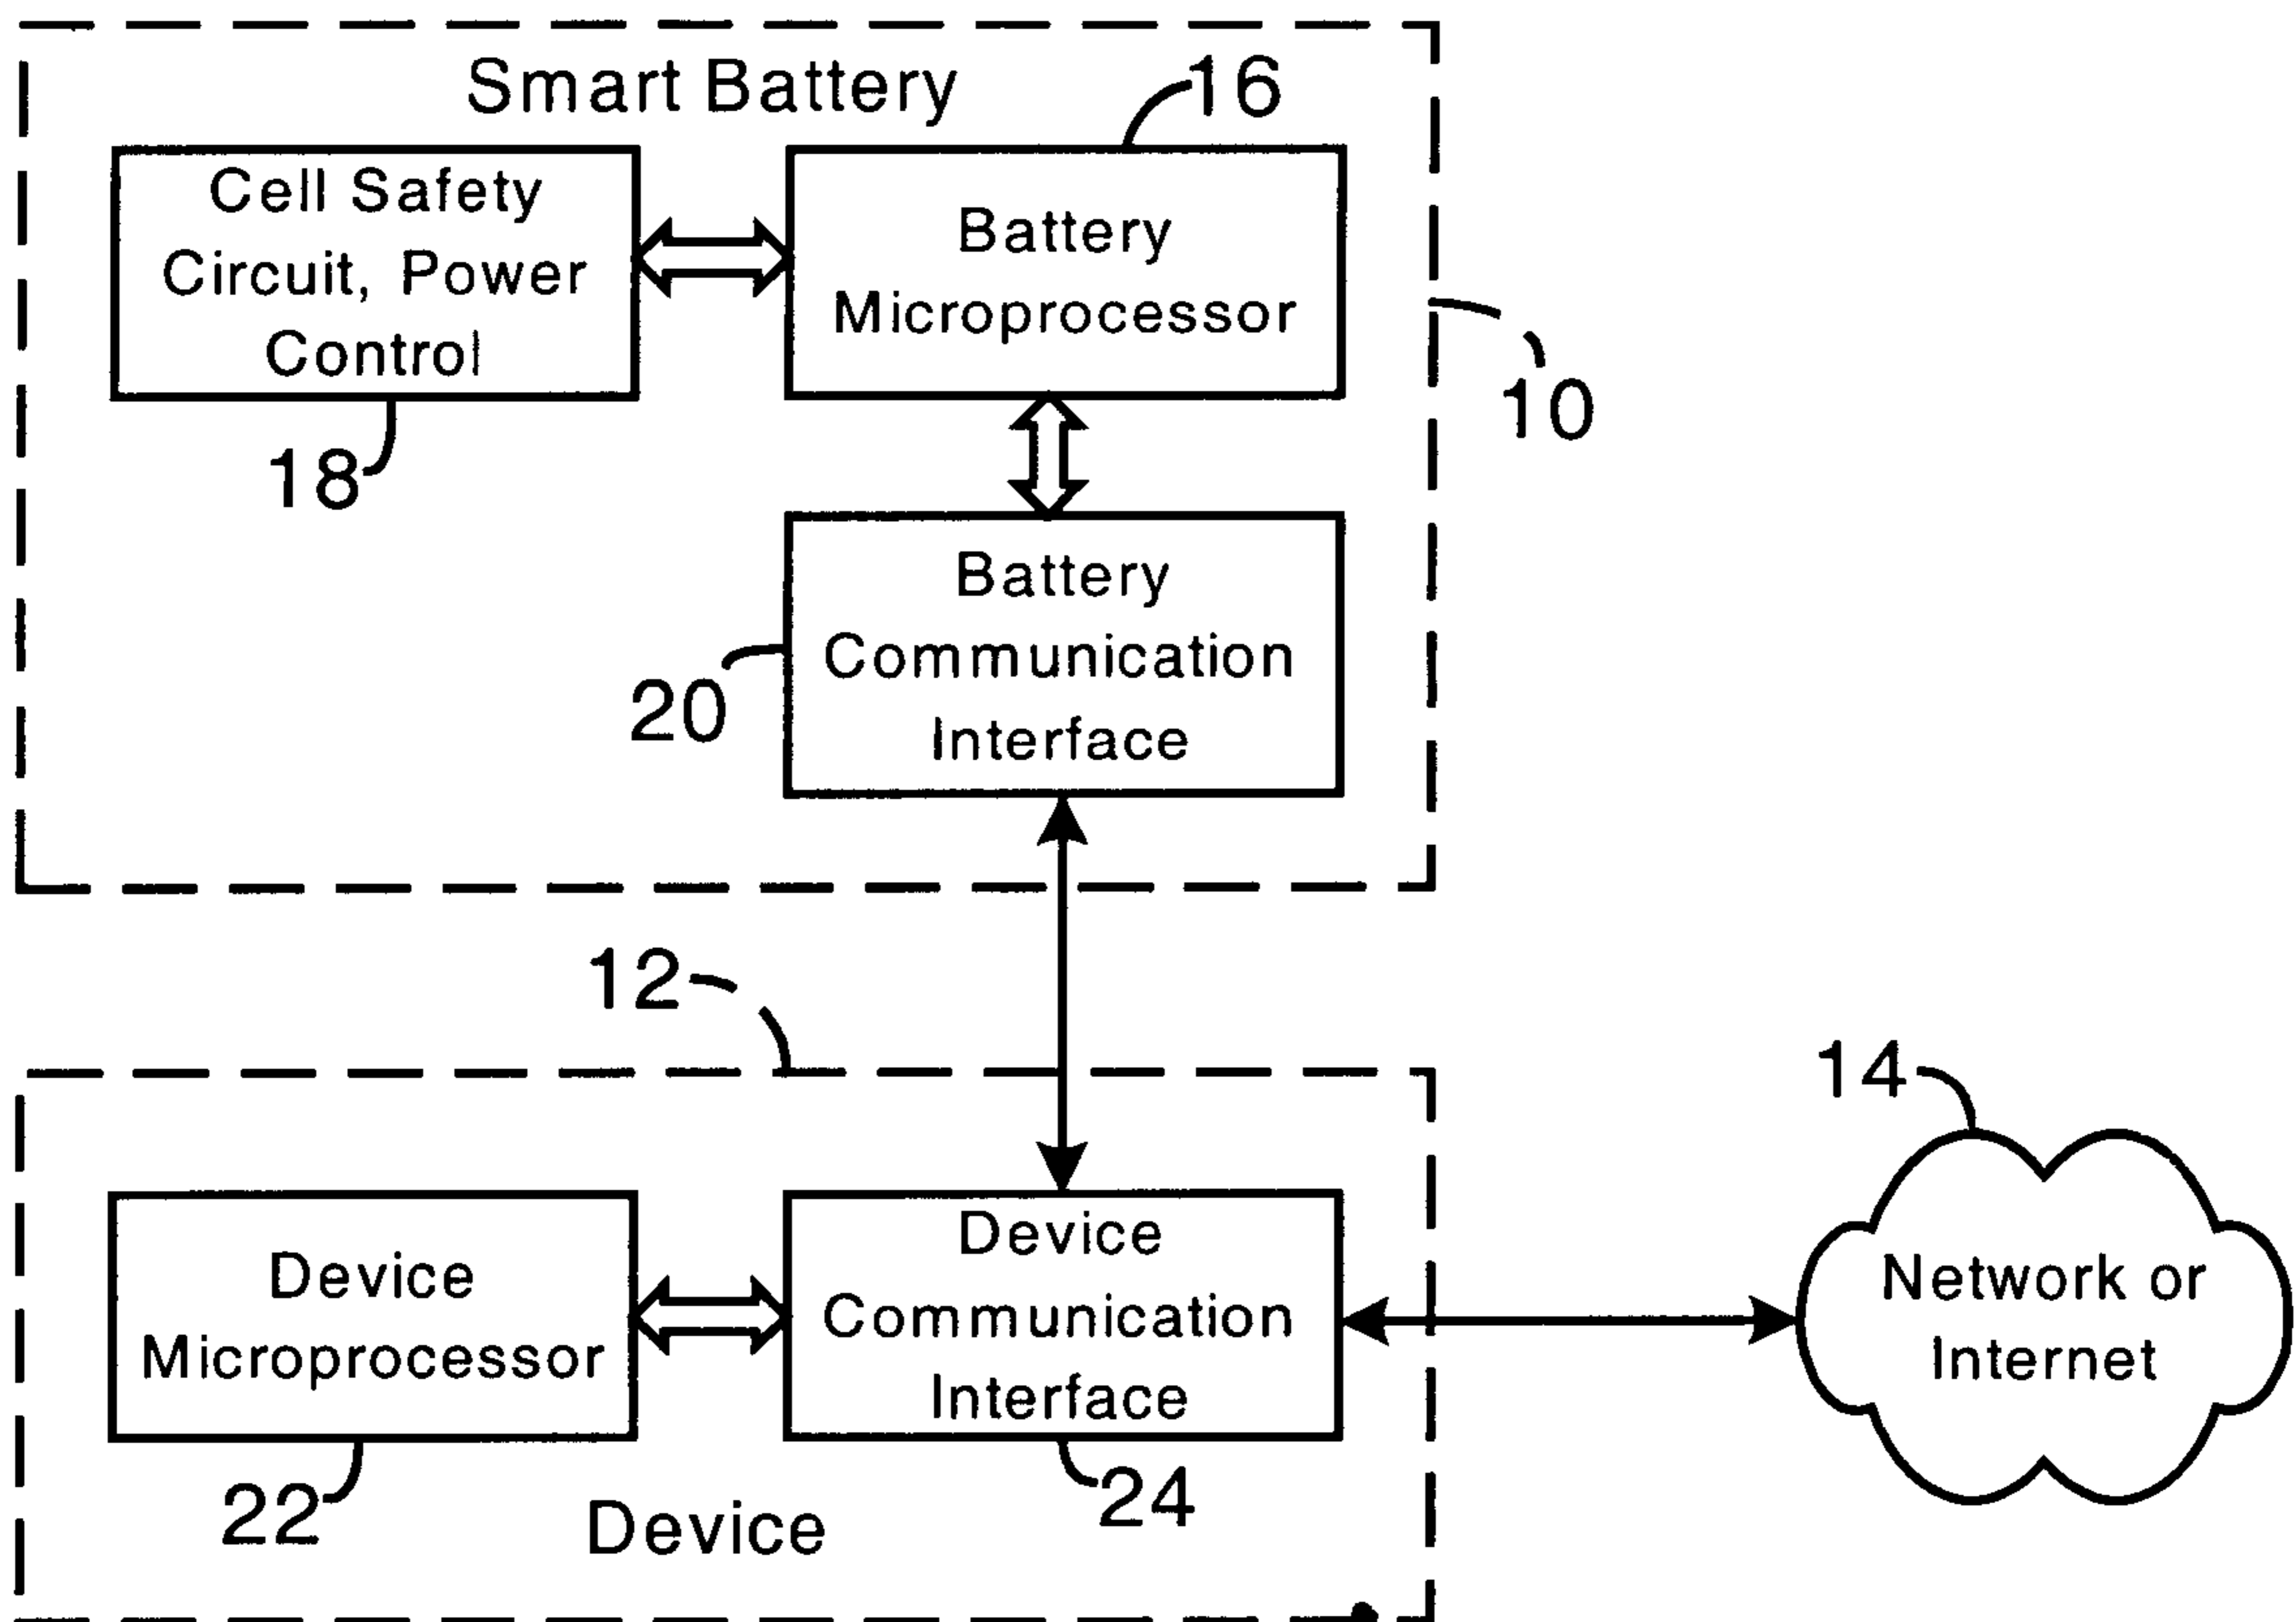 Smart Battery
16
Cell Safety
Circuit, Power
Control
Battery
Microprocessor
10
18
Battery
Communication
Interface
20
12
14
Device
Microprocessor
Device
Communication
Interface
Network or
Internet
22
24
Device